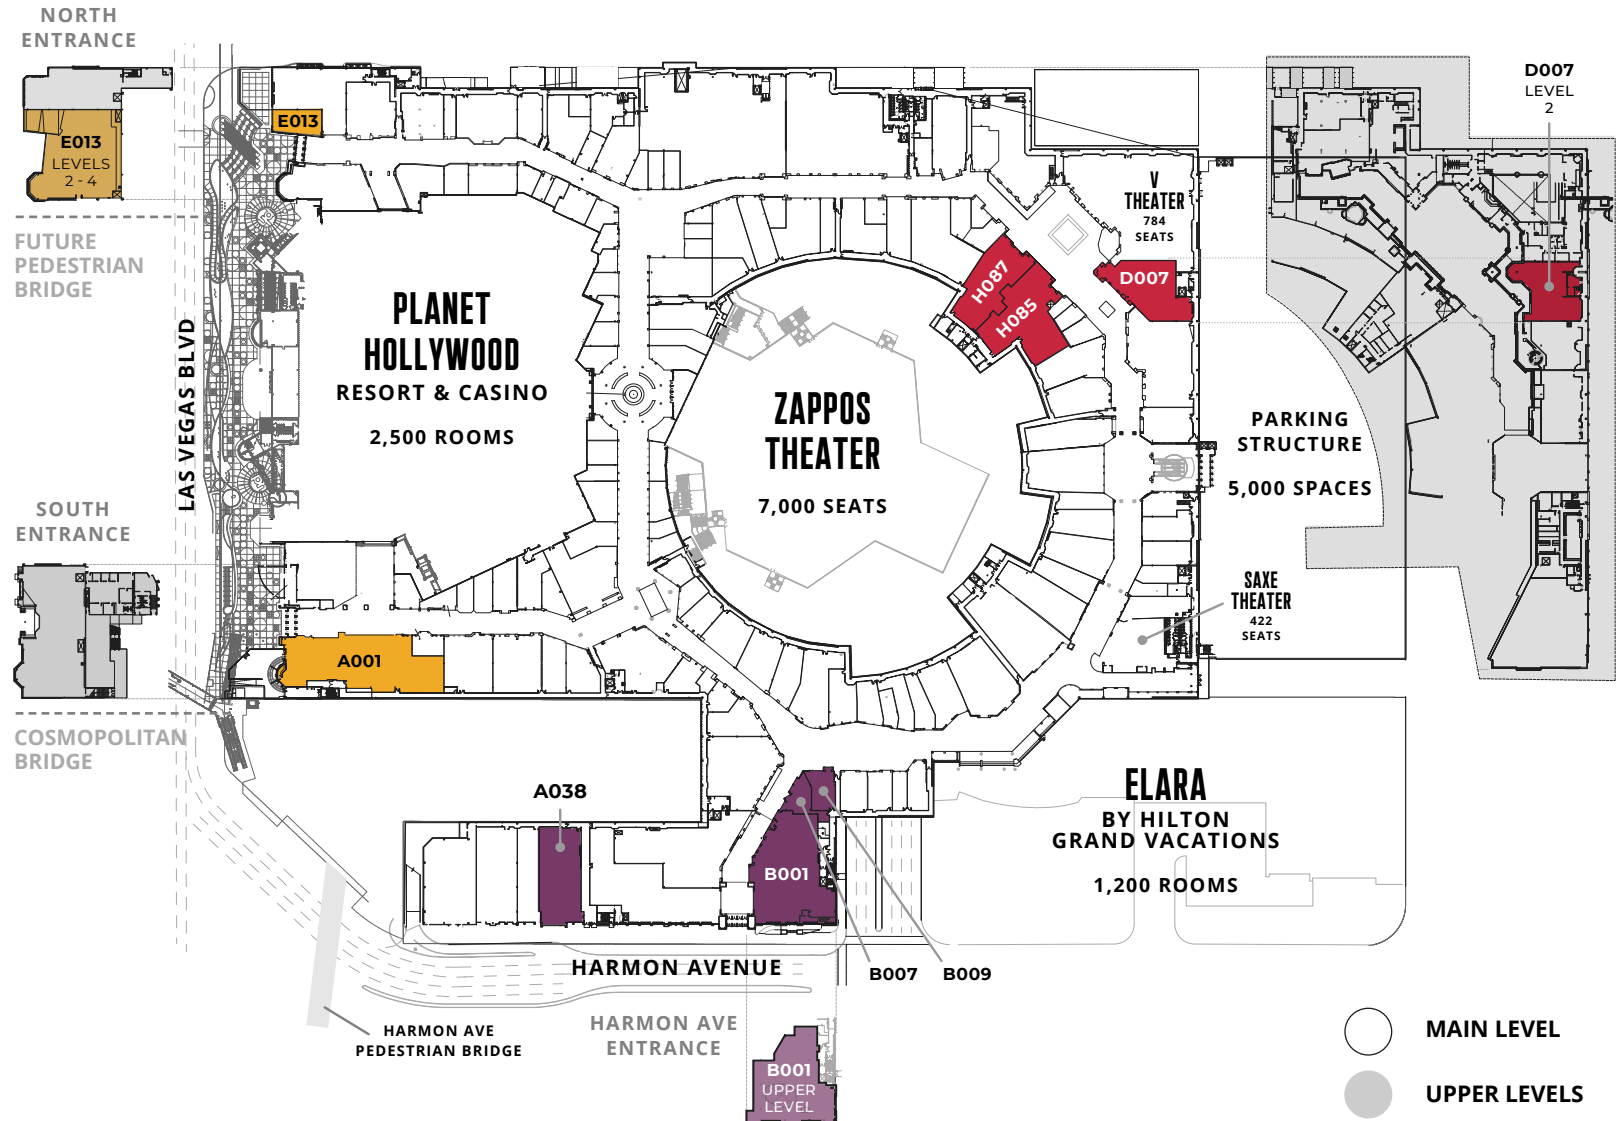 NORTH
ENTRANCE
E013
LEVELS
2 - 4
E013
FUTURE
PEDESTRIAN
BRIDGE
LAS VEGAS BLVD
PLANET
HOLLYWOOD
RESORT & CASINO
2,500 ROOMS
ZAPPOS
THEATER
7,000 SEATS
H087
H085
V
THEATER
784
SEATS
D007
D007
LEVEL
2
PARKING
STRUCTURE
5,000 SPACES
SAXE
THEATER
422
SEATS
SOUTH
ENTRANCE
A001
COSMOPOLITAN
BRIDGE
A038
B001
B007
B009
ELARA
BY HILTON
GRAND VACATIONS
1,200 ROOMS
HARMON AVENUE
HARMON AVE
PEDESTRIAN BRIDGE
HARMON AVE
ENTRANCE
B001
UPPER
LEVEL
MAIN LEVEL
UPPER LEVELS